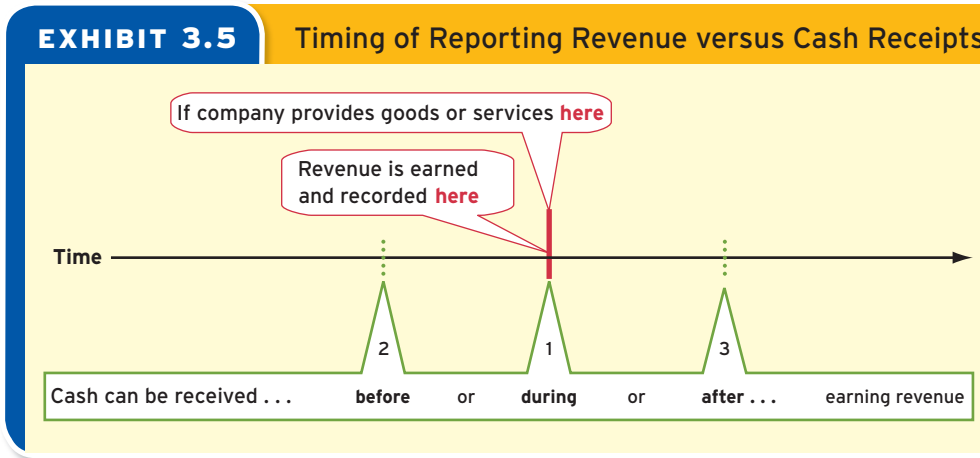 EXHIBIT 3.5
Timing of Reporting Revenue versus Cash Receipts
If company provides goods or services here
Revenue is earned
and recorded here
Time
2
1
3
Cash can be received . . . before or during or after . . . earning revenue